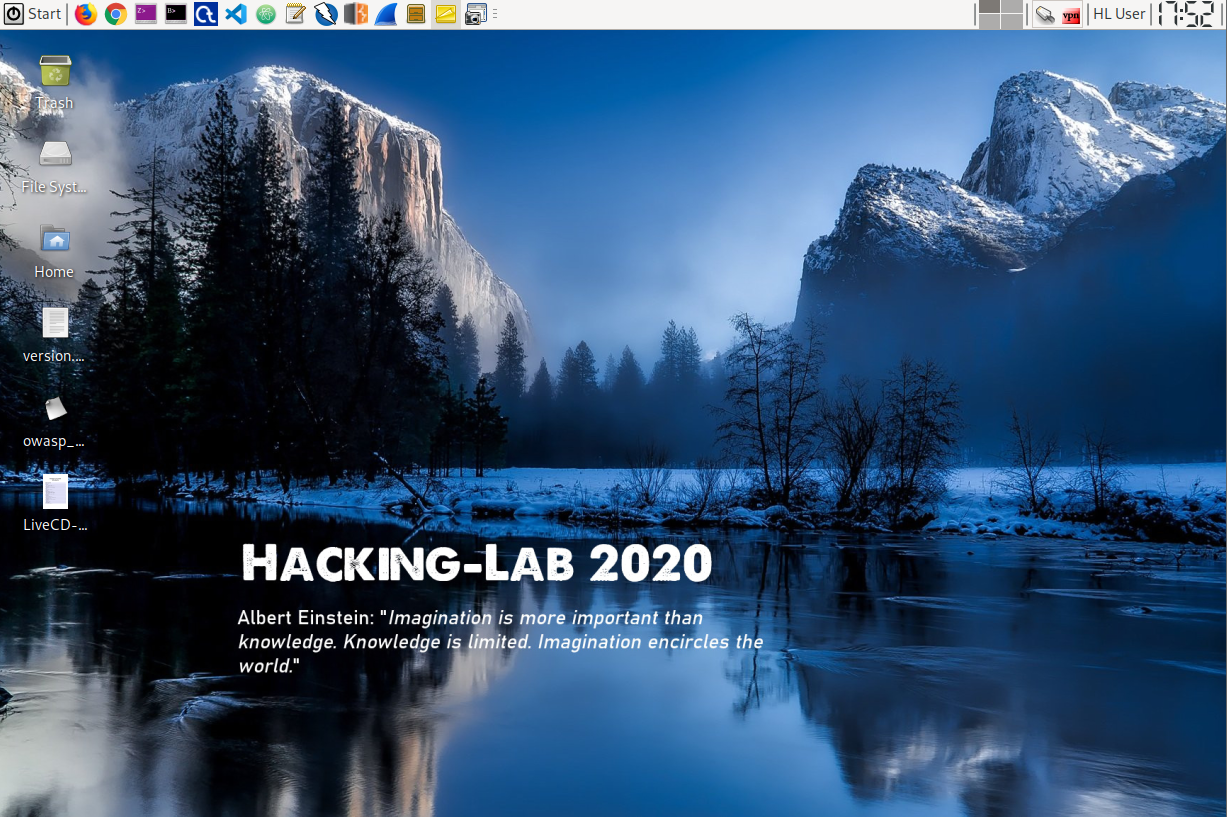 Start
Z>
B>
vpn
HL User
17:52
Trash
File Syst...
Home
version....
owasp_...
LiveCD-...
Hacking-Lab 2020
Albert Einstein: "Imagination is more important than
knowledge. Knowledge is limited. Imagination encircles the
world."